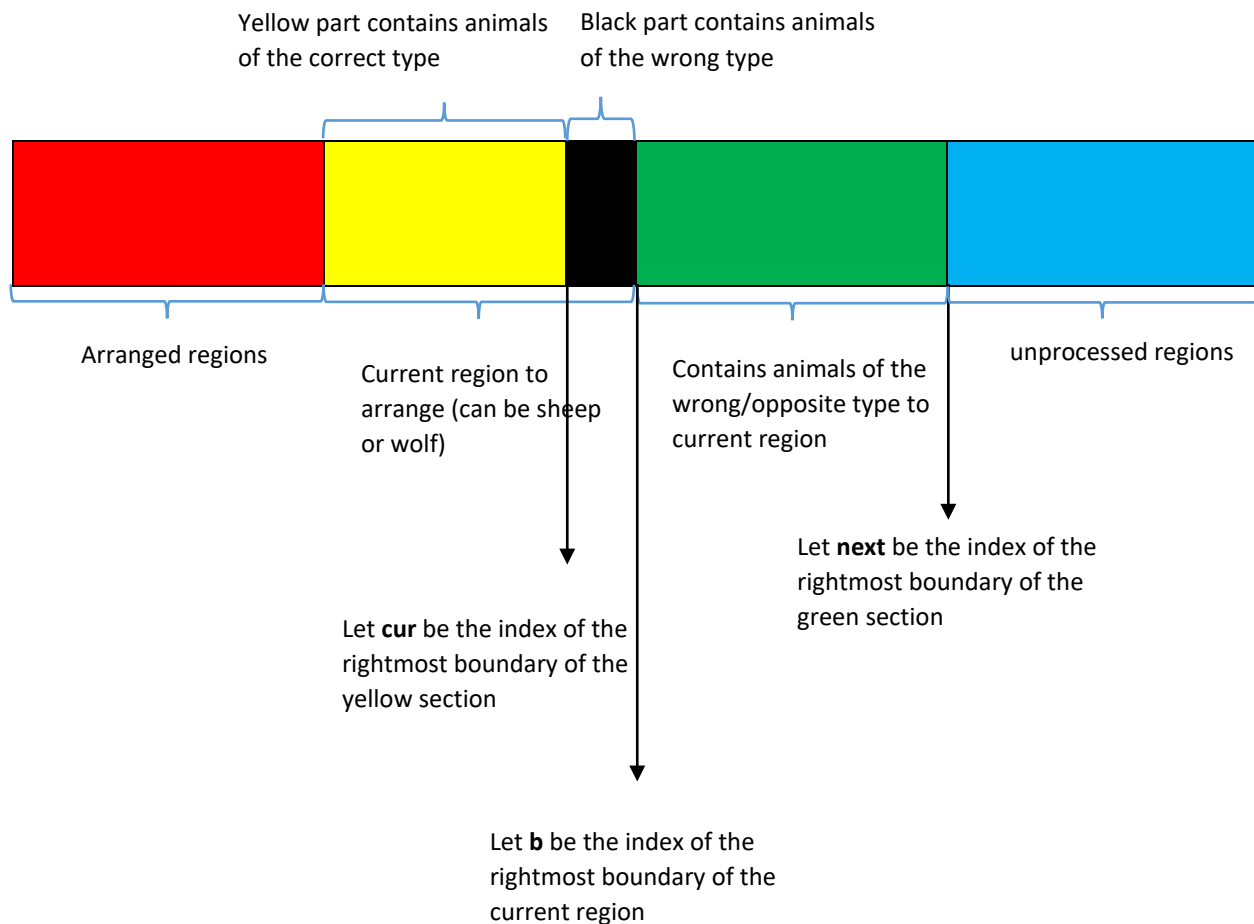 Yellow part contains animals
of the correct type
Black part contains animals
of the wrong type
Arranged regions
Current region to
arrange (can be sheep
or wolf)
Contains animals of the
wrong/opposite type to
current region
unprocessed regions
Let cur be the index of the
rightmost boundary of the
yellow section
Let next be the index of the
rightmost boundary of the
green section
Let b be the index of the
rightmost boundary of the
current region